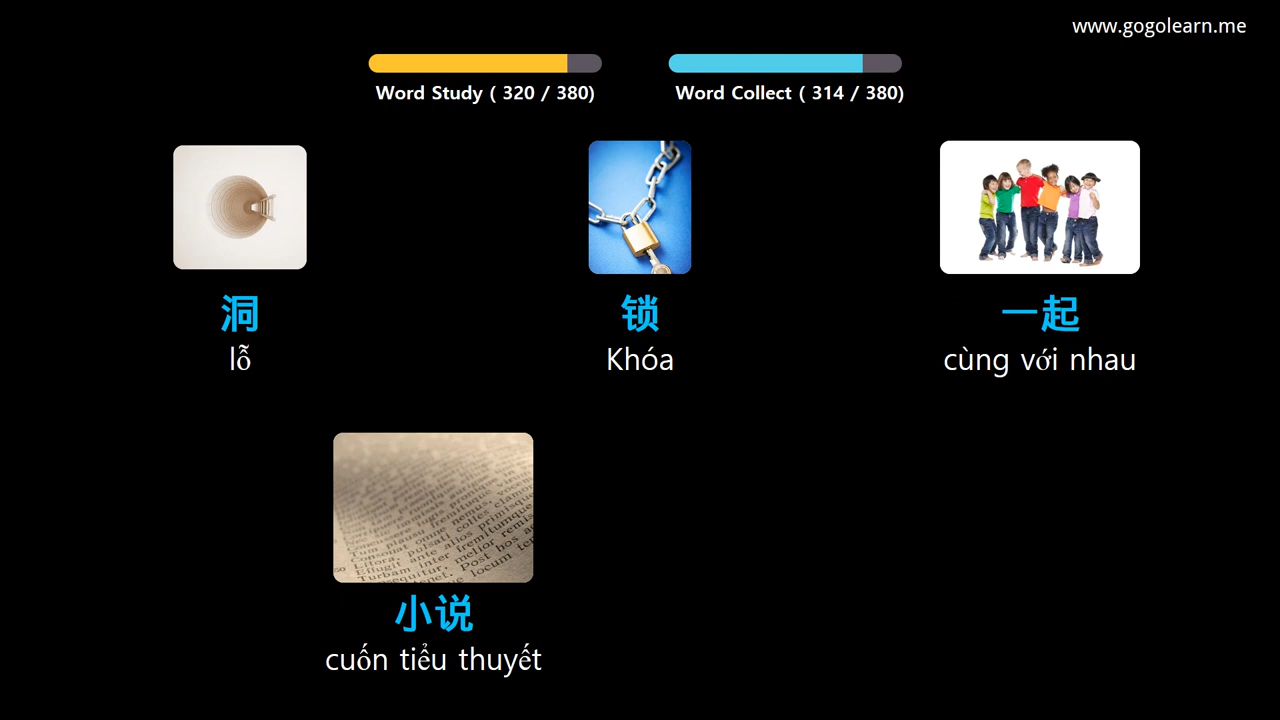 www.gogolearn.me
Word Study ( 320 / 380)
Word Collect ( 314 / 380)
洞
lỗ
锁
Khóa
一起
cùng với nhau
小说
cuốn tiểu thuyết